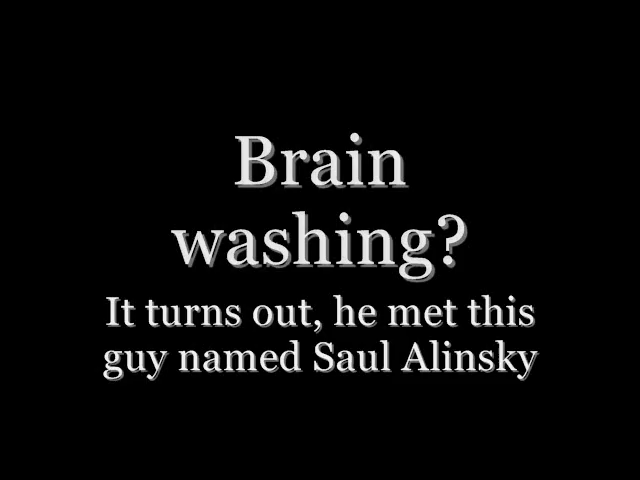 Brain
washing?
It turns out, he met this
guy named Saul Alinsky